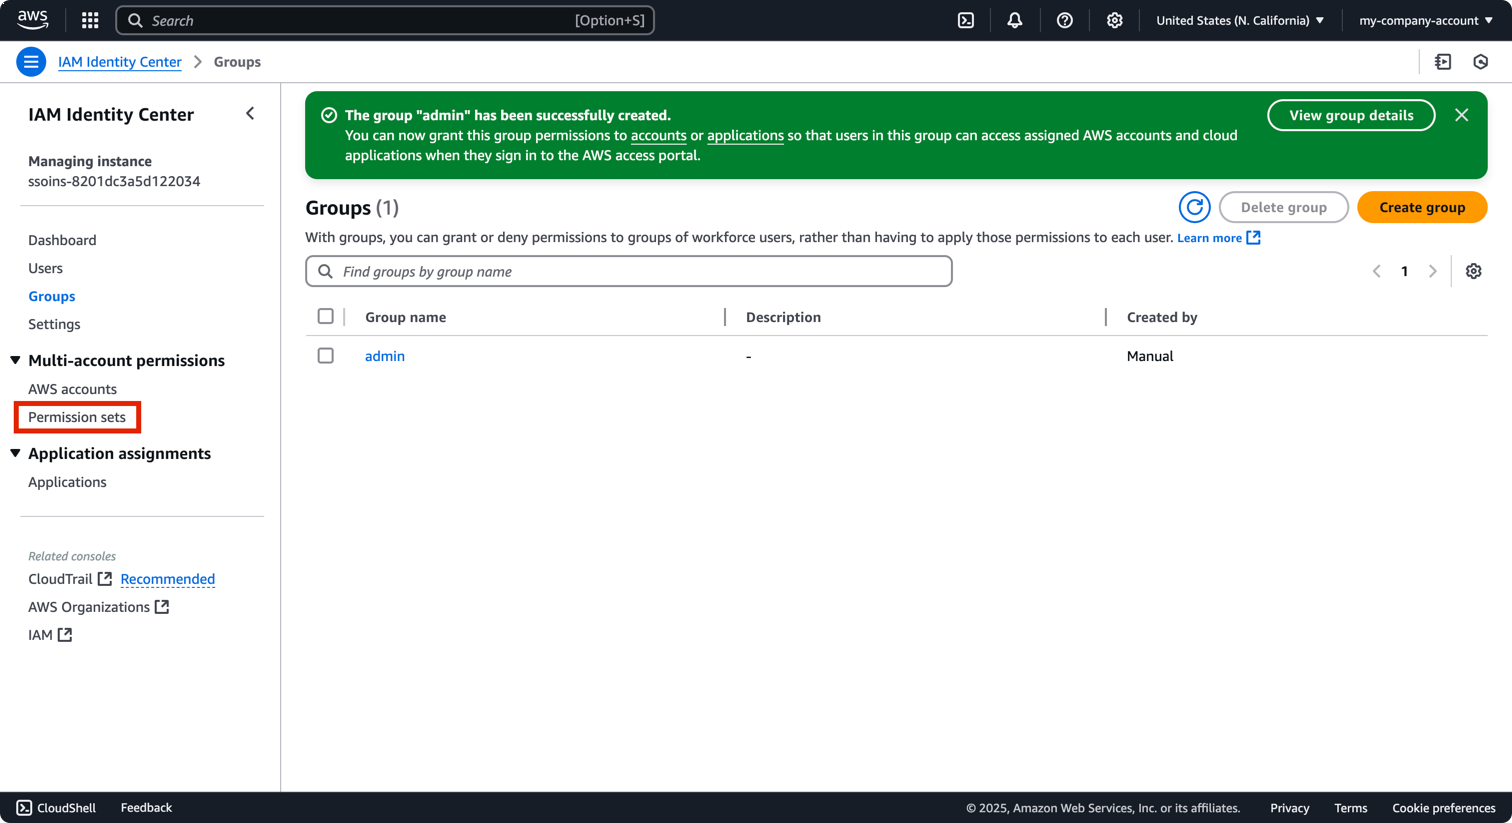 aws
Search [Option+S]
United States (N. California) my-company-account
IAM Identity Center Groups
IAM Identity Center
Managing instance
ssoins-8201dc3a5d122034
Dashboard
Users
Groups
Settings
Multi-account permissions
AWS accounts
Permission sets
Application assignments
Applications
Related consoles
CloudTrail Recommended
AWS Organizations
IAM
The group "admin" has been successfully created.
You can now grant this group permissions to accounts or applications so that users in this group can access assigned AWS accounts and cloud
applications when they sign in to the AWS access portal.
View group details
Groups (1)
Delete group
Create group
With groups, you can grant or deny permissions to groups of workforce users, rather than having to apply those permissions to each user. Learn more
Find groups by group name
1
Group name Description Created by
admin - Manual
CloudShell Feedback © 2025, Amazon Web Services, Inc. or its affiliates. Privacy Terms Cookie preferences